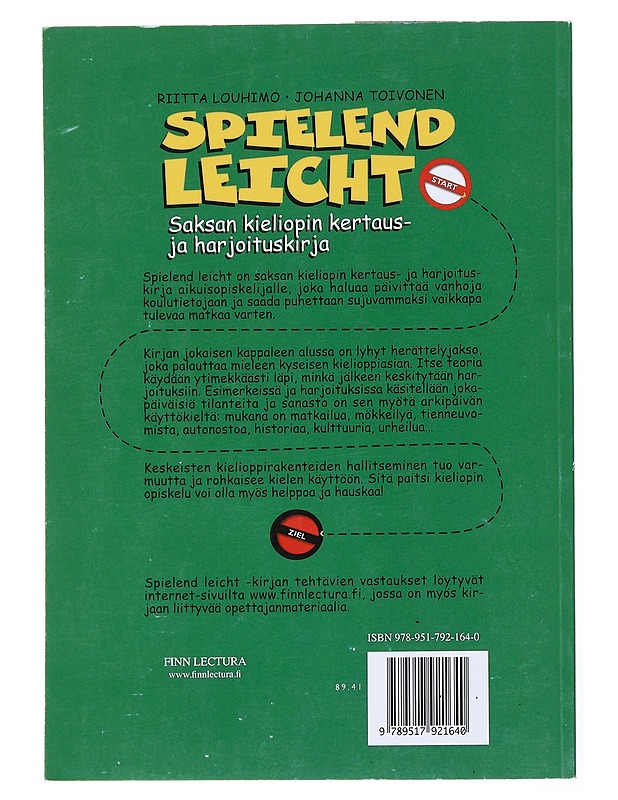 RIITTA LOUHIMO • JOHANNA TOIVONEN
SPIELEND
LEICHT
START
Saksan kieliopin kertaus-
ja harjoituskirja
Spielend leicht on saksan kieliopin kertaus- ja harjoitus-
kirja aikuisopiskelijalle, joka haluaa päivittää vanhoja
koulutietojaan ja saada puhettaan sujuvammaksi vaikkapa
tulevaa matkaa varten.
Kirjan jokaisen kappaleen alussa on lyhyt herättelyjakso,
joka palauttaa mieleen kyseisen kielioppiasian. Itse teoria
käydään ytimekkäästi läpi, minkä jälkeen keskitytään har-
joituksiin. Esimerkeissä ja harjoituksissa käsitellään joka-
päiväisiä tilanteita ja sanasto on sen myötä arkipäivän
käyttökieltä: mukana on matkailua, mökkeilyä, tienneuvo-
mista, autonostoa, historiaa, kulttuuria, urheilua...
Keskeisten kielioppirakenteiden hallitseminen tuo var-
muutta ja rohkaisee kielen käyttöön. Sitä paitsi kieliopin
opiskelu voi olla myös helppoa ja hauskaa!
ZIEL
Spielend leicht -kirjan tehtävien vastaukset löytyvät
internet-sivuilta www.finnlectura.fi, jossa on myös kir-
jaan liittyvää opettajanmateriaalia.
ISBN 978-951-792-164-0
FINN LECTURA
www.finnlectura.fi
89.41
9 789517 921640